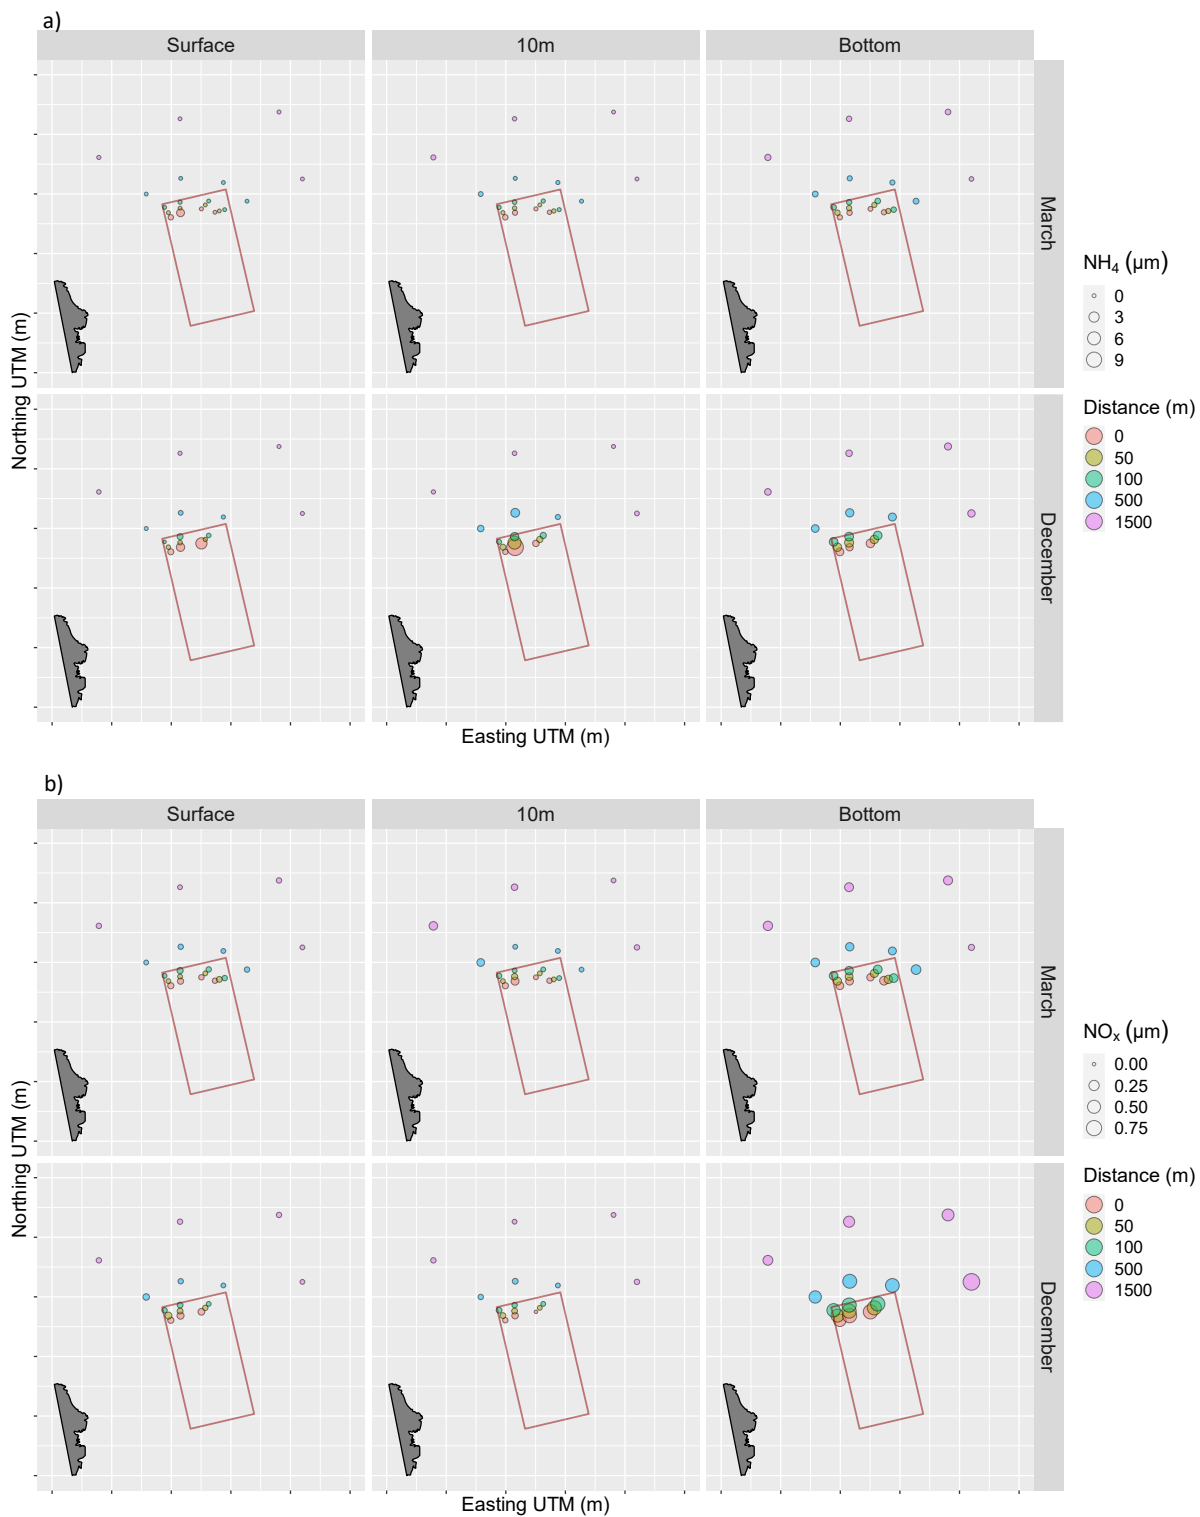 a)
Surface
10m
Bottom
March
December
Northing UTM (m)
Easting UTM (m)
NH₄ (µm)
0
3
6
9
Distance (m)
0
50
100
500
1500
b)
Surface
10m
Bottom
March
December
Northing UTM (m)
Easting UTM (m)
NOₓ (µm)
0.00
0.25
0.50
0.75
Distance (m)
0
50
100
500
1500